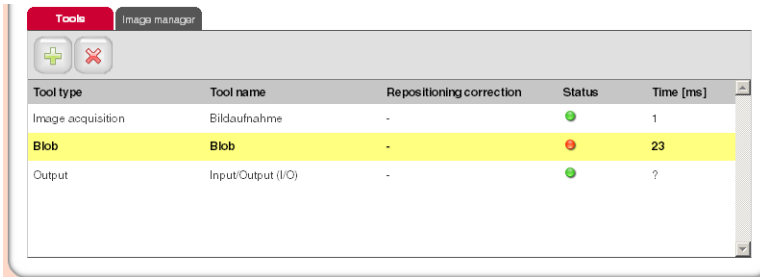 Tools Image manager
Tool type Tool name Repositioning correction Status Time [ms]
Image acquisition Bildaufnahme - 1
Blob Blob - 23
Output Input/Output (I/O) - ?